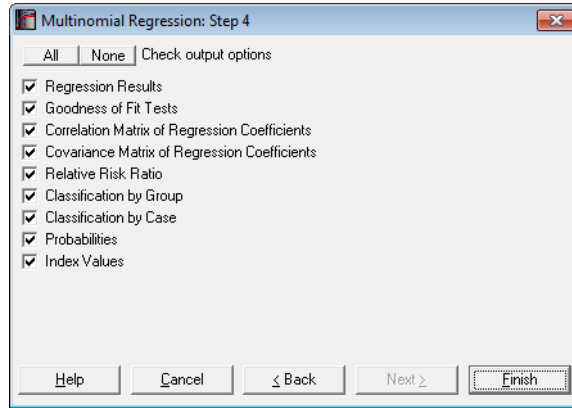 Multinomial Regression: Step 4
All None Check output options
Regression Results
Goodness of Fit Tests
Correlation Matrix of Regression Coefficients
Covariance Matrix of Regression Coefficients
Relative Risk Ratio
Classification by Group
Classification by Case
Probabilities
Index Values
Help Cancel < Back Next > Finish